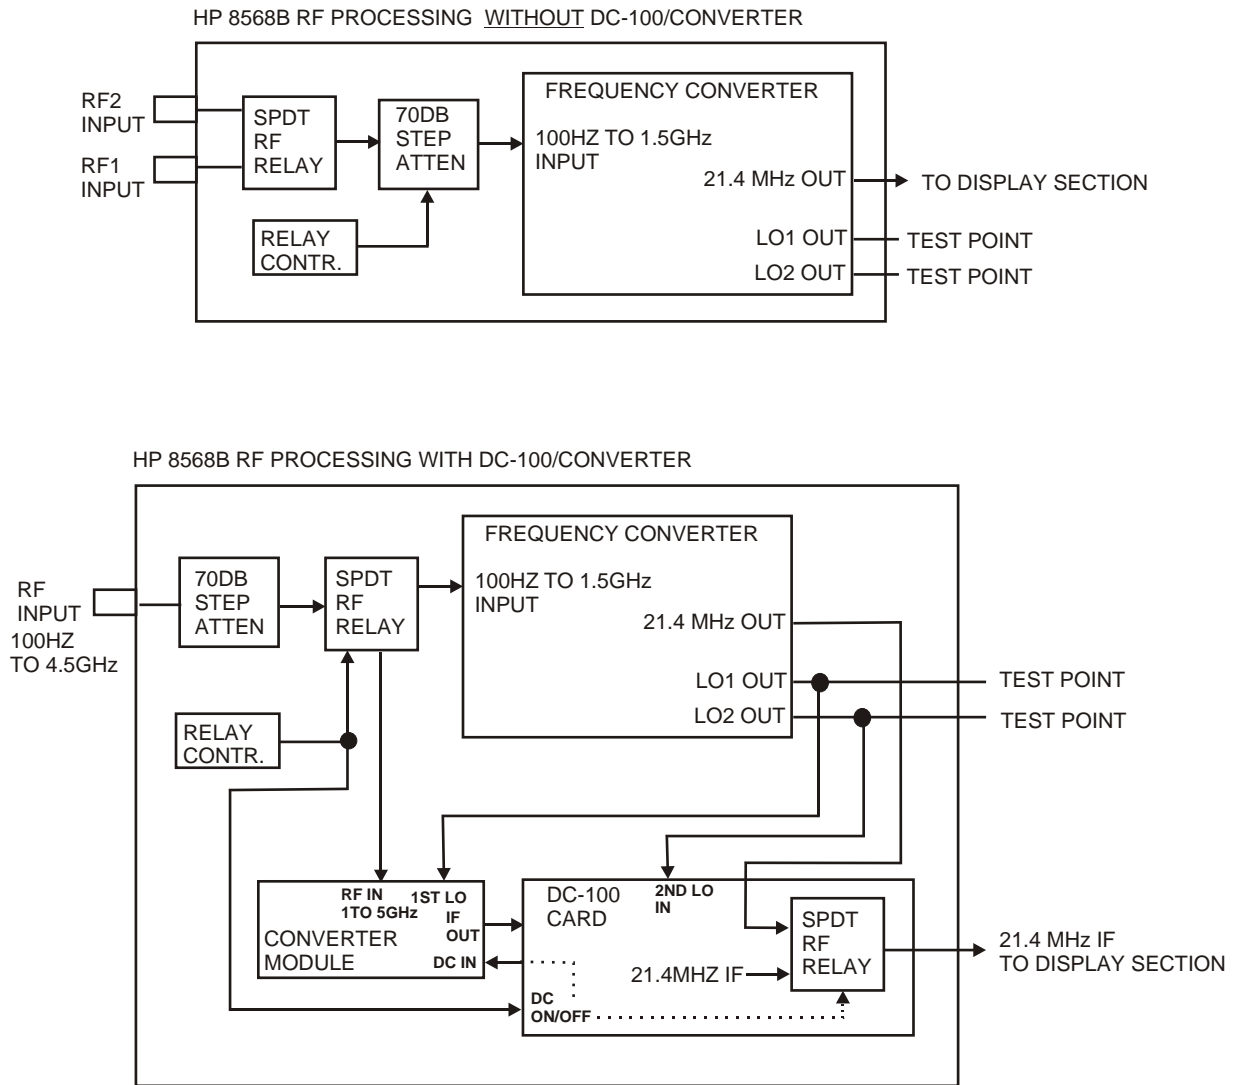 HP 8568B RF PROCESSING WITHOUT DC-100/CONVERTER
RF2
INPUT
RF1
INPUT
SPDT
RF
RELAY
70DB
STEP
ATTEN
RELAY
CONTR.
FREQUENCY CONVERTER
100HZ TO 1.5GHz
INPUT
21.4 MHz OUT
LO1 OUT
LO2 OUT
TO DISPLAY SECTION
TEST POINT
TEST POINT
HP 8568B RF PROCESSING WITH DC-100/CONVERTER
RF
INPUT
100HZ
TO 4.5GHz
70DB
STEP
ATTEN
SPDT
RF
RELAY
RELAY
CONTR.
FREQUENCY CONVERTER
100HZ TO 1.5GHz
INPUT
21.4 MHz OUT
LO1 OUT
LO2 OUT
TEST POINT
TEST POINT
RF IN
1TO 5GHz
1ST LO
IF
OUT
CONVERTER
MODULE
DC IN
DC-100
CARD
2ND LO
IN
21.4MHZ IF
DC
ON/OFF
SPDT
RF
RELAY
21.4 MHz IF
TO DISPLAY SECTION